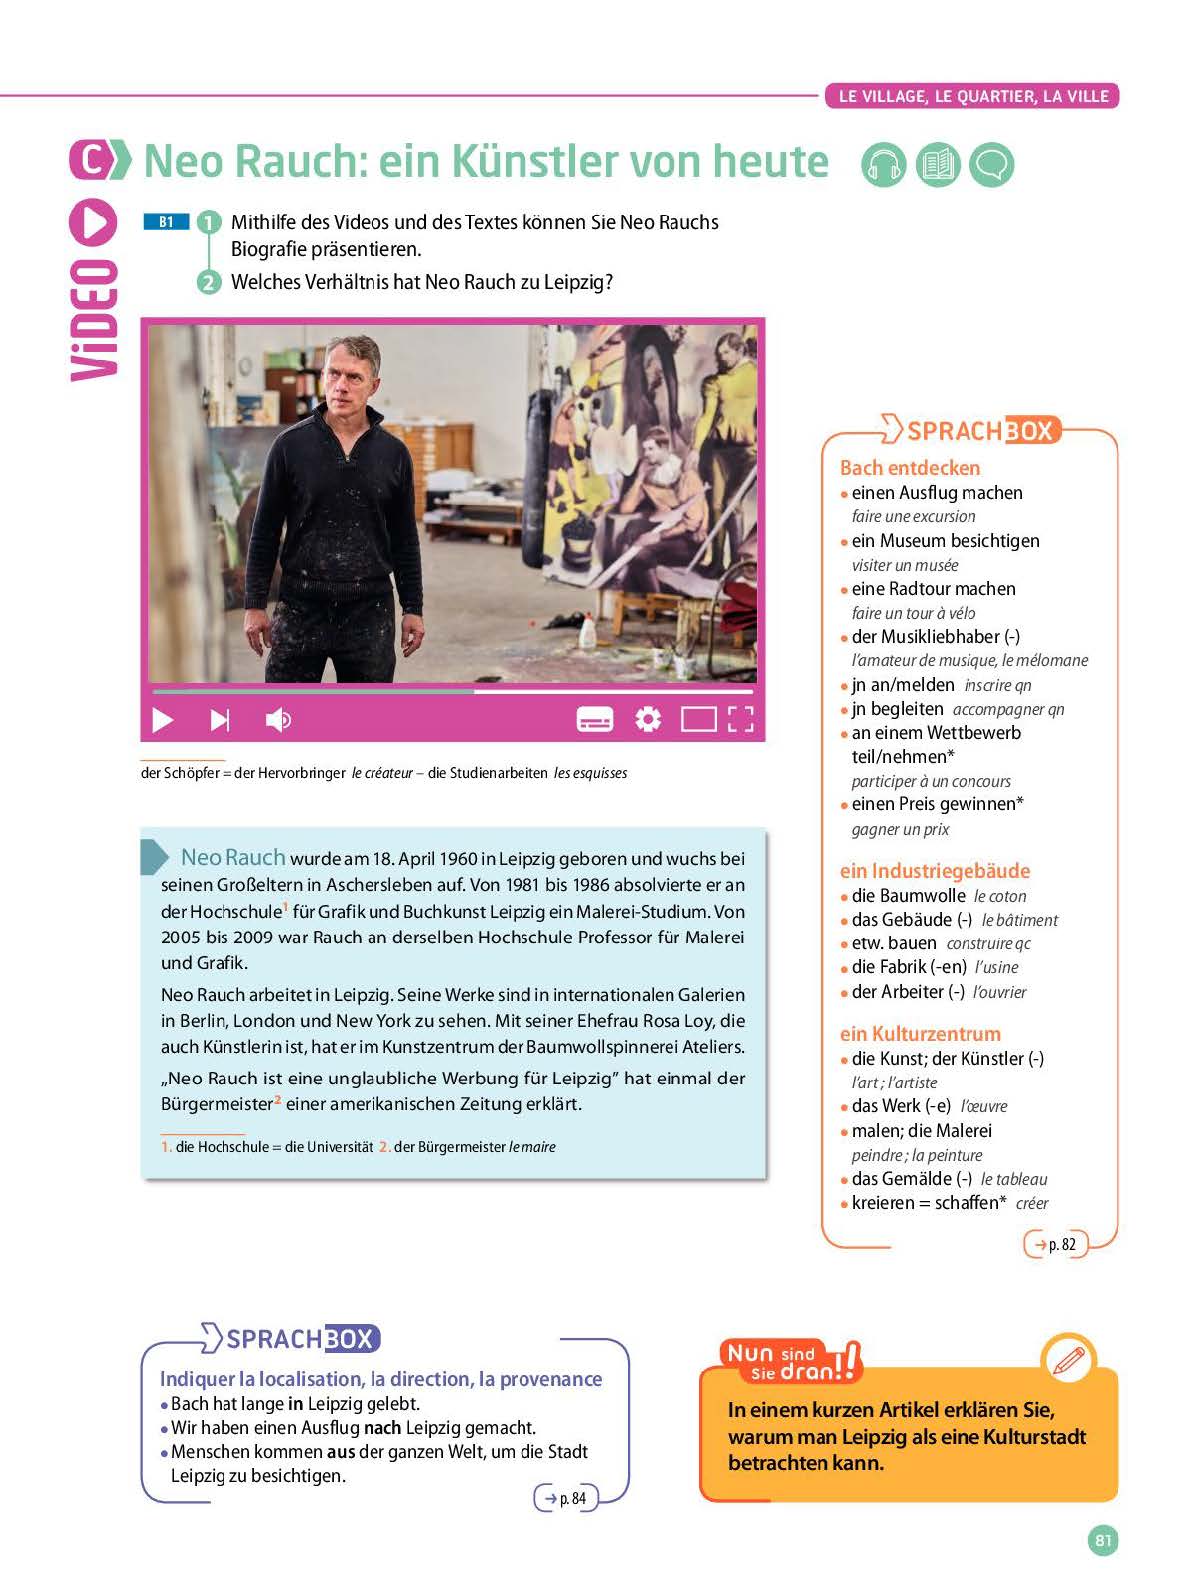 LE VILLAGE, LE QUARTIER, LA VILLE
C Neo Rauch: ein Künstler von heute
ViDEO
B1 1 Mithilfe des Videos und des Textes können Sie Neo Rauchs
Biografie präsentieren.
2 Welches Verhältnis hat Neo Rauch zu Leipzig?
der Schöpfer = der Hervorbringer le créateur – die Studienarbeiten les esquisses
Neo Rauch wurde am 18. April 1960 in Leipzig geboren und wuchs bei
seinen Großeltern in Aschersleben auf. Von 1981 bis 1986 absolvierte er an
der Hochschule1 für Grafik und Buchkunst Leipzig ein Malerei-Studium. Von
2005 bis 2009 war Rauch an derselben Hochschule Professor für Malerei
und Grafik.
Neo Rauch arbeitet in Leipzig. Seine Werke sind in internationalen Galerien
in Berlin, London und New York zu sehen. Mit seiner Ehefrau Rosa Loy, die
auch Künstlerin ist, hat er im Kunstzentrum der Baumwollspinnerei Ateliers.
„Neo Rauch ist eine unglaubliche Werbung für Leipzig” hat einmal der
Bürgermeister2 einer amerikanischen Zeitung erklärt.
1. die Hochschule = die Universität 2. der Bürgermeister le maire
SPRACHBOX
Bach entdecken
• einen Ausflug machen
faire une excursion
• ein Museum besichtigen
visiter un musée
• eine Radtour machen
faire un tour à vélo
• der Musikliebhaber (-)
l'amateur de musique, le mélomane
• jn an/melden inscrire qn
• jn begleiten accompagner qn
• an einem Wettbewerb
teil/nehmen*
participer à un concours
• einen Preis gewinnen*
gagner un prix
ein Industriegebäude
• die Baumwolle le coton
• das Gebäude (-) le bâtiment
• etw. bauen construire qc
• die Fabrik (-en) l'usine
• der Arbeiter (-) l'ouvrier
ein Kulturzentrum
• die Kunst; der Künstler (-)
l'art ; l'artiste
• das Werk (-e) l'œuvre
• malen; die Malerei
peindre ; la peinture
• das Gemälde (-) le tableau
• kreieren = schaffen* créer
→ p. 82
SPRACHBOX
Indiquer la localisation, la direction, la provenance
• Bach hat lange in Leipzig gelebt.
• Wir haben einen Ausflug nach Leipzig gemacht.
• Menschen kommen aus der ganzen Welt, um die Stadt
Leipzig zu besichtigen.
→ p. 84
Nun sind
Sie dran!!
In einem kurzen Artikel erklären Sie,
warum man Leipzig als eine Kulturstadt
betrachten kann.
81